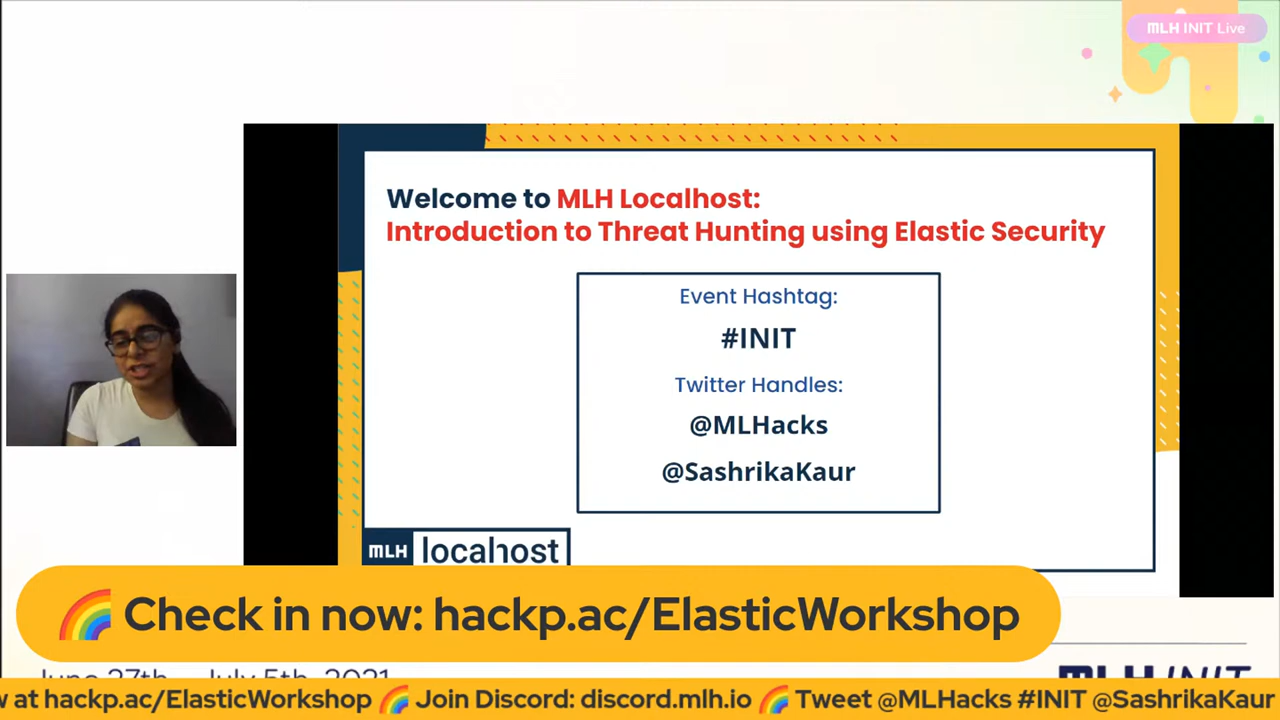 MLH INIT Live
Welcome to MLH Localhost:
Introduction to Threat Hunting using Elastic Security
Event Hashtag:
#INIT
Twitter Handles:
@MLHacks
@SashrikaKaur
MLH localhost
Check in now: hackp.ac/ElasticWorkshop
June 27th - July 5th, 2021
MLH INIT
at hackp.ac/ElasticWorkshop 🌈 Join Discord: discord.mlh.io 🌈 Tweet @MLHacks #INIT @SashrikaKaur